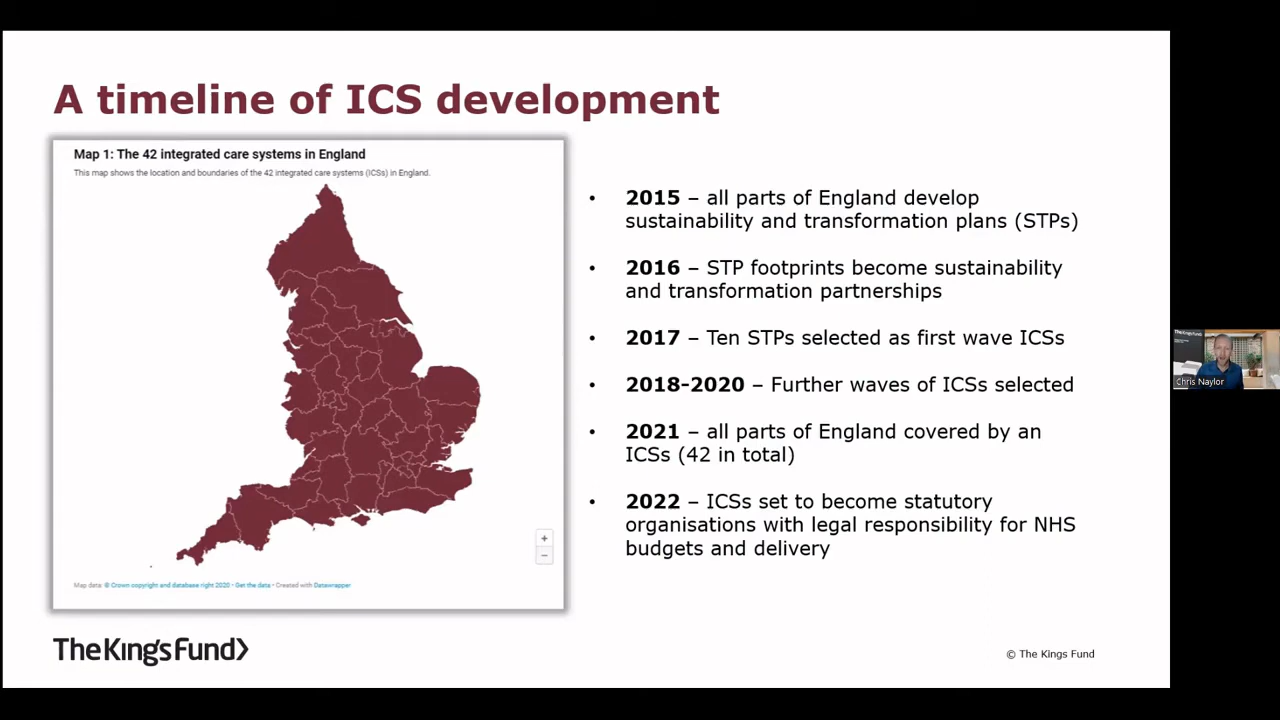 A timeline of ICS development
Map 1: The 42 integrated care systems in England
This map shows the location and boundaries of the 42 integrated care systems (ICSs) in England.
+
−
Map data: © Crown copyright and database right 2020 • Get the data • Created with Datawrapper
• 2015 – all parts of England develop
sustainability and transformation plans (STPs)
• 2016 – STP footprints become sustainability
and transformation partnerships
• 2017 – Ten STPs selected as first wave ICSs
• 2018-2020 – Further waves of ICSs selected
• 2021 – all parts of England covered by an
ICSs (42 in total)
• 2022 – ICSs set to become statutory
organisations with legal responsibility for NHS
budgets and delivery
TheKingsFund>
© The Kings Fund
TheKingsFund>
Chris Naylor